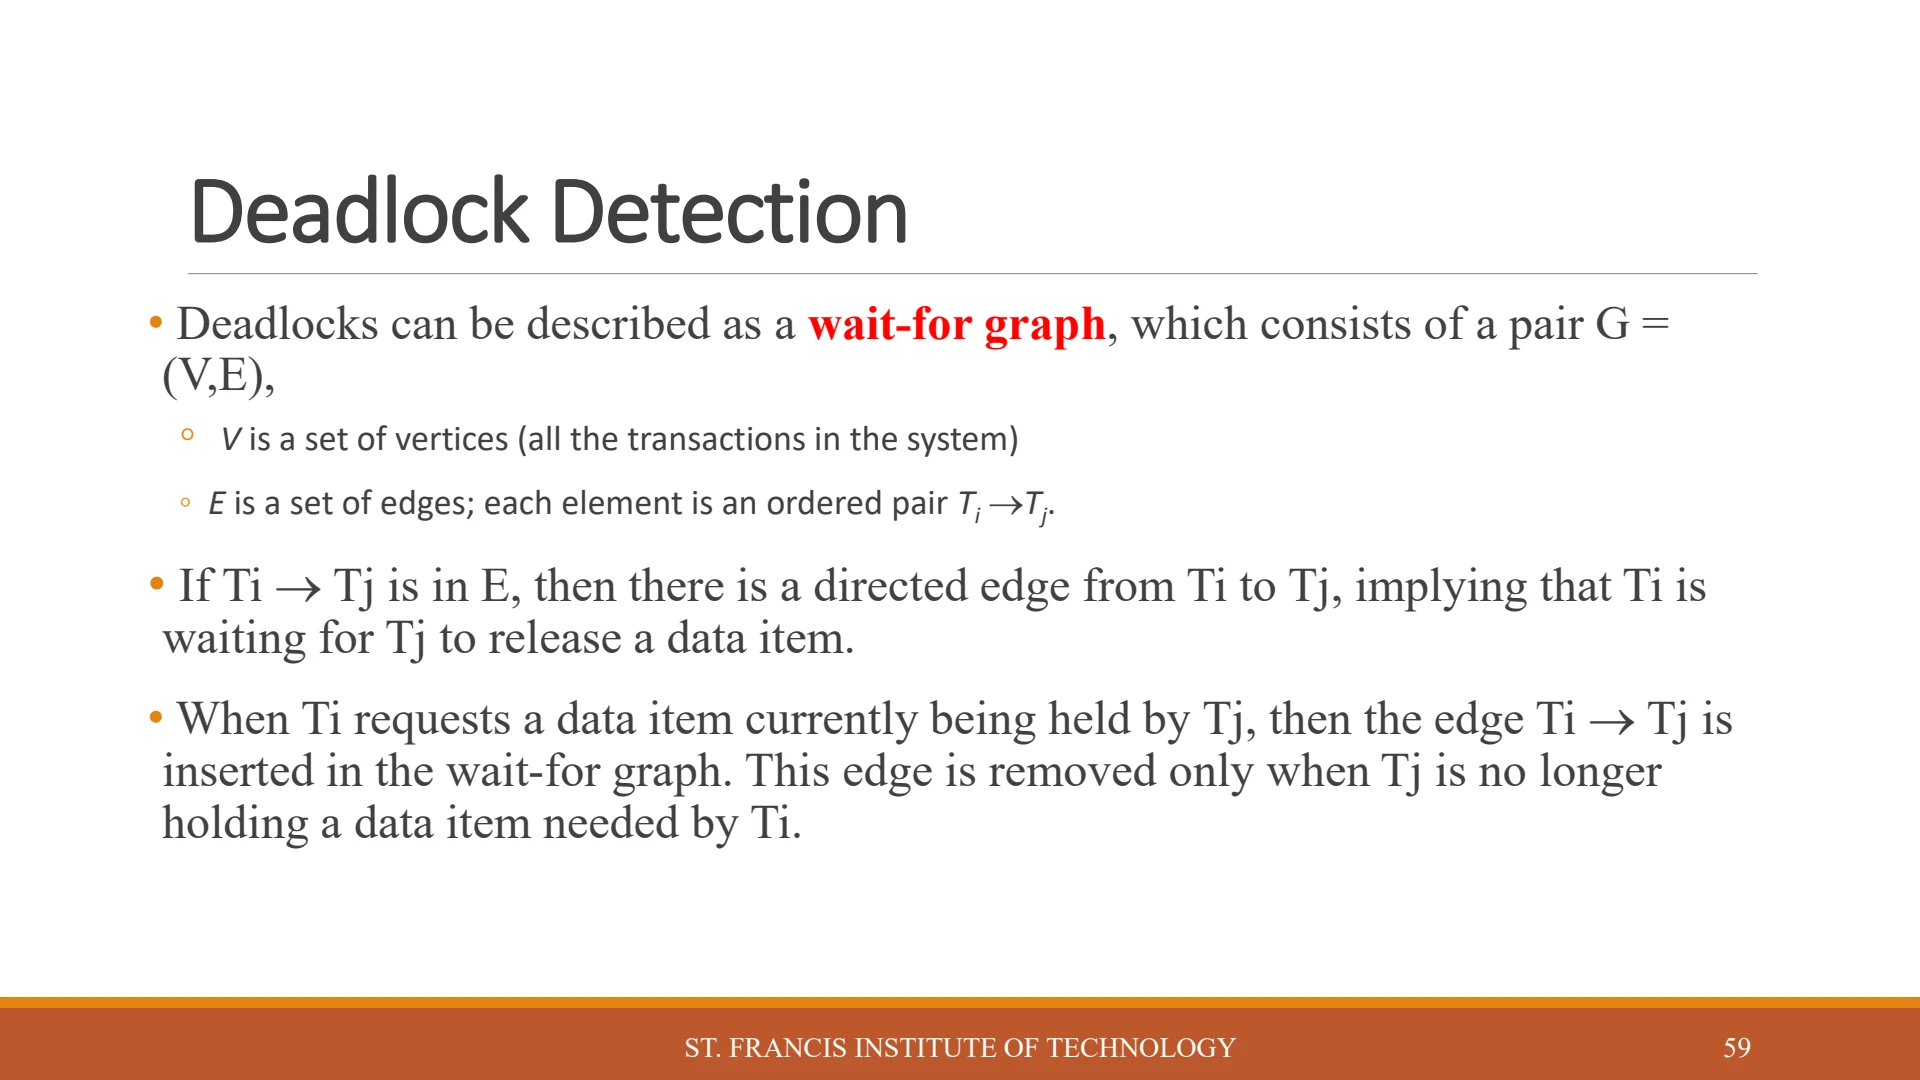 Deadlock Detection
• Deadlocks can be described as a wait-for graph, which consists of a pair G =
(V,E),
○ V is a set of vertices (all the transactions in the system)
○ E is a set of edges; each element is an ordered pair Ti →Tj.
• If Ti → Tj is in E, then there is a directed edge from Ti to Tj, implying that Ti is
waiting for Tj to release a data item.
• When Ti requests a data item currently being held by Tj, then the edge Ti → Tj is
inserted in the wait-for graph. This edge is removed only when Tj is no longer
holding a data item needed by Ti.
ST. FRANCIS INSTITUTE OF TECHNOLOGY
59